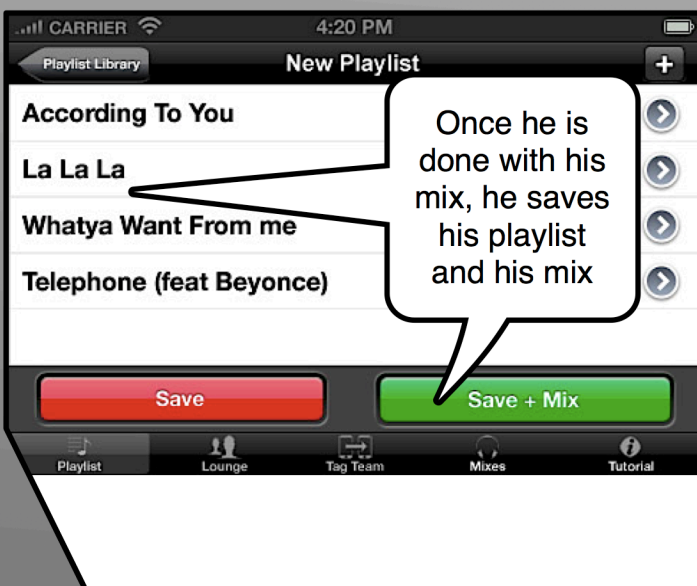 CARRIER 4:20 PM
Playlist Library New Playlist +
According To You
La La La
Whatya Want From me
Telephone (feat Beyonce)
Once he is
done with his
mix, he saves
his playlist
and his mix
Save Save + Mix
Playlist Lounge Tag Team Mixes Tutorial